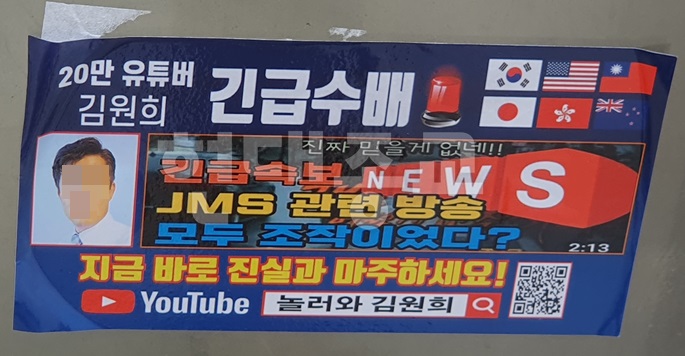 20만 유튜버
김원희
긴급수배
진짜 믿을게 없네!!
긴급속보 NEWS
JMS 관련 방송
모두 조작이었다?
2:13
지금 바로 진실과 마주하세요!
YouTube 놀러와 김원희